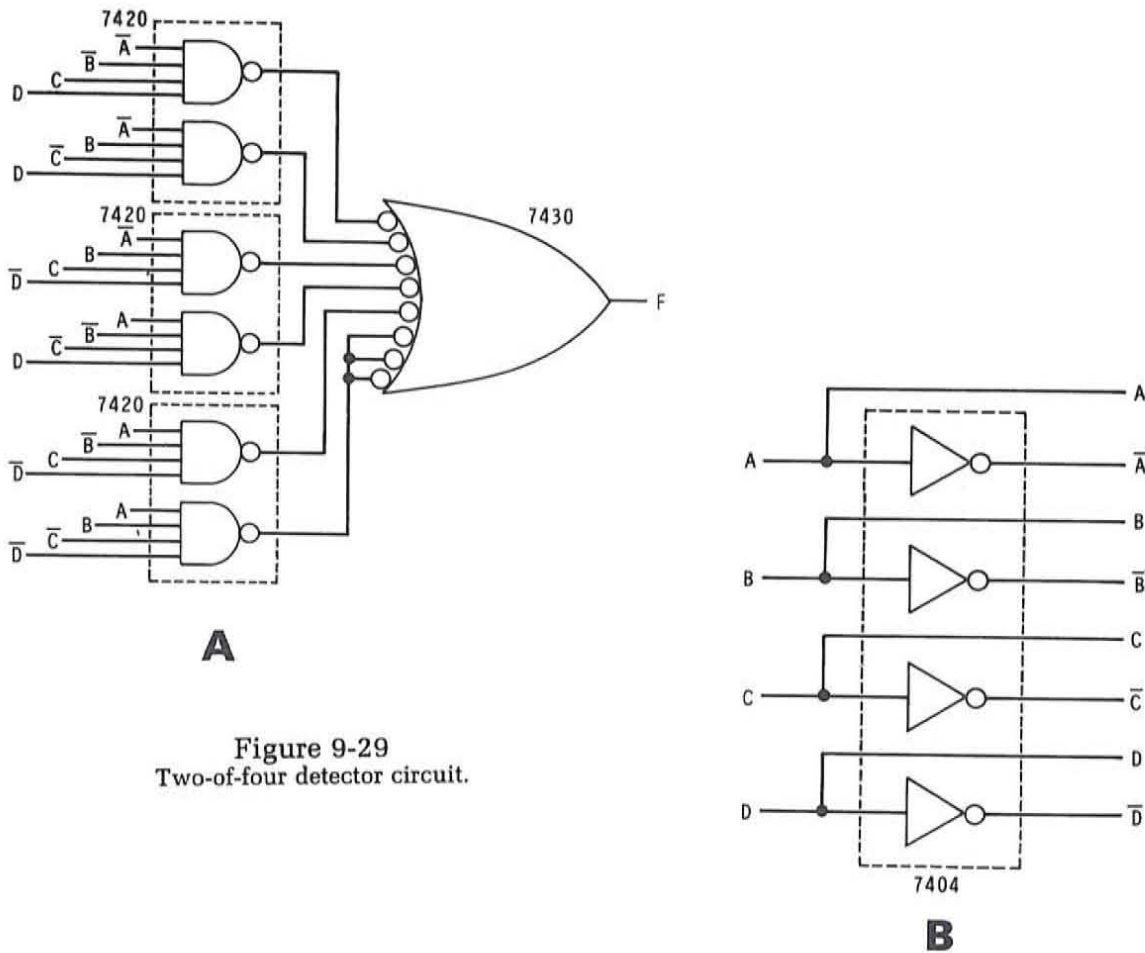 7420
A̅
B̅
C
D
A̅
B
C̅
D
7420
A̅
B
C
D̅
A
B̅
C̅
D
7420
A
B̅
C
D̅
A
B
C̅
D̅
7430
F
A
Figure 9-29
Two-of-four detector circuit.
A
A A̅
B
B B̅
C
C C̅
D
D D̅
7404
B